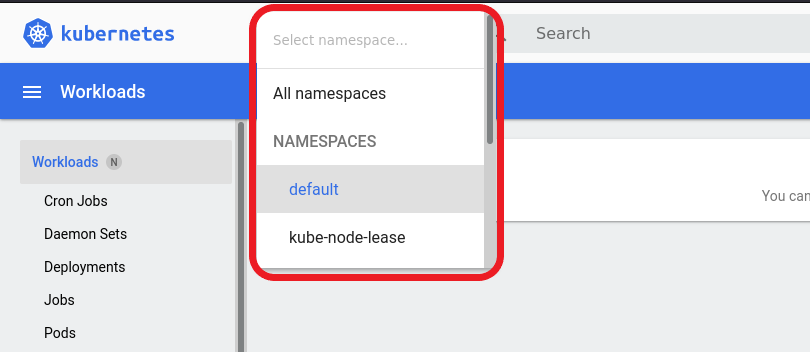 kubernetes
Select namespace...
Search
Workloads
All namespaces
NAMESPACES
default
kube-node-lease
Workloads N
Cron Jobs
Daemon Sets
Deployments
Jobs
Pods
You can